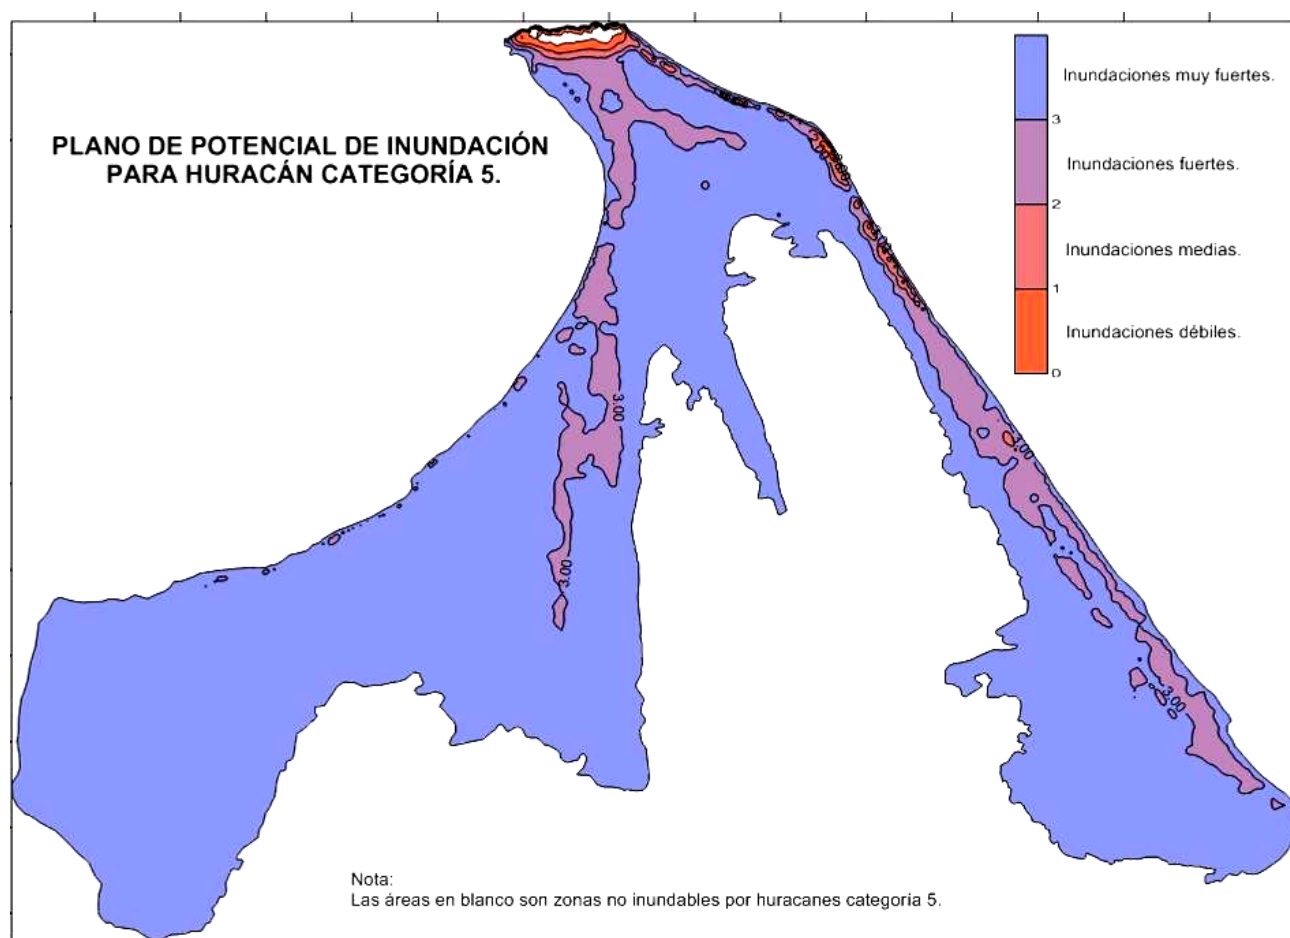 PLANO DE POTENCIAL DE INUNDACIÓN
PARA HURACÁN CATEGORÍA 5.
Inundaciones muy fuertes.
3
Inundaciones fuertes.
2
Inundaciones medias.
1
Inundaciones débiles.
0
3.00
3.00
3.00
3.00
Nota:
Las áreas en blanco son zonas no inundables por huracanes categoría 5.